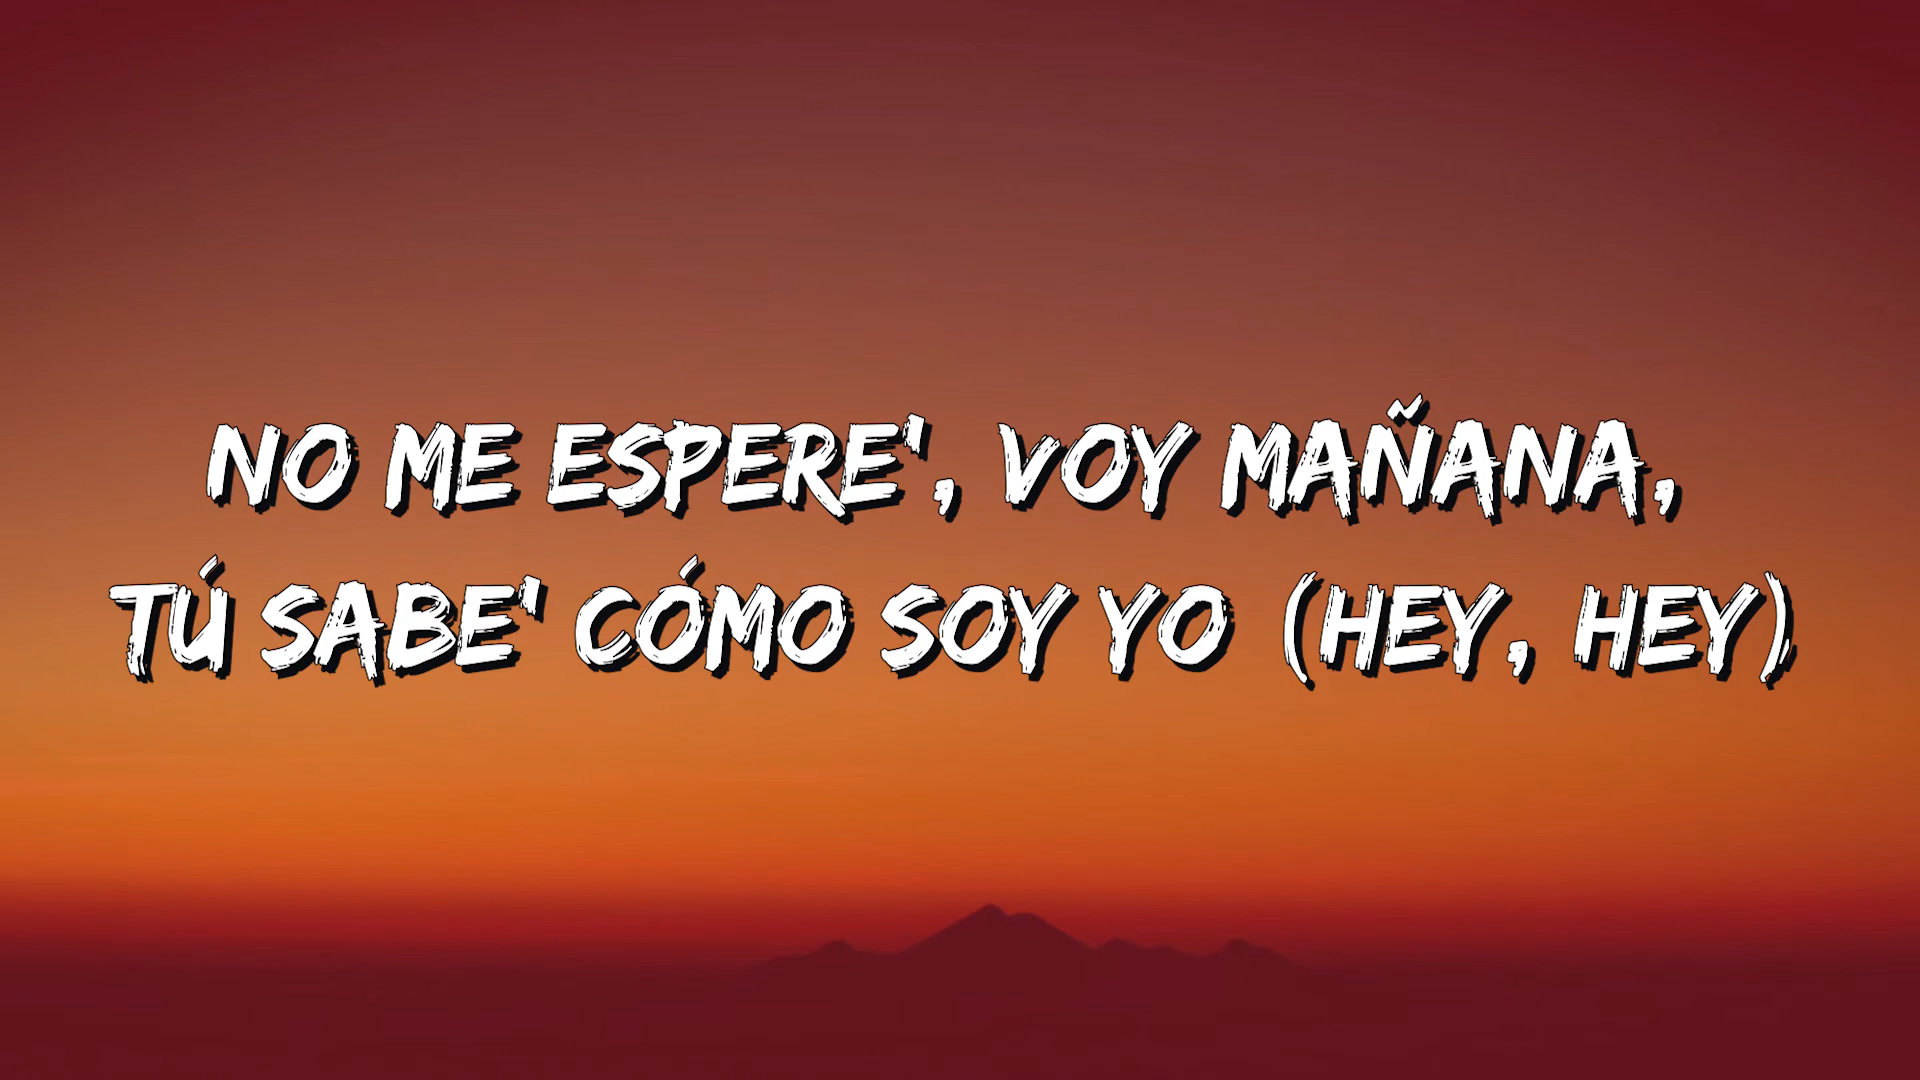 NO ME ESPERE', VOY MAÑANA,
TÚ SABE' CÓMO SOY YO (HEY, HEY)